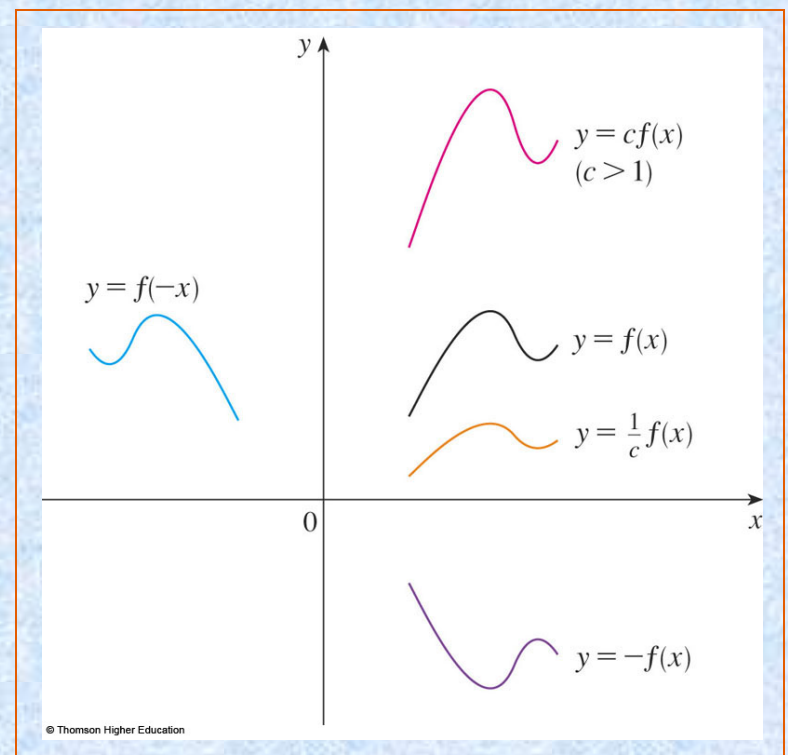 y
y = cf(x)
(c > 1)
y = f(−x)
y = f(x)
y = 1/c f(x)
0
x
y = −f(x)
© Thomson Higher Education